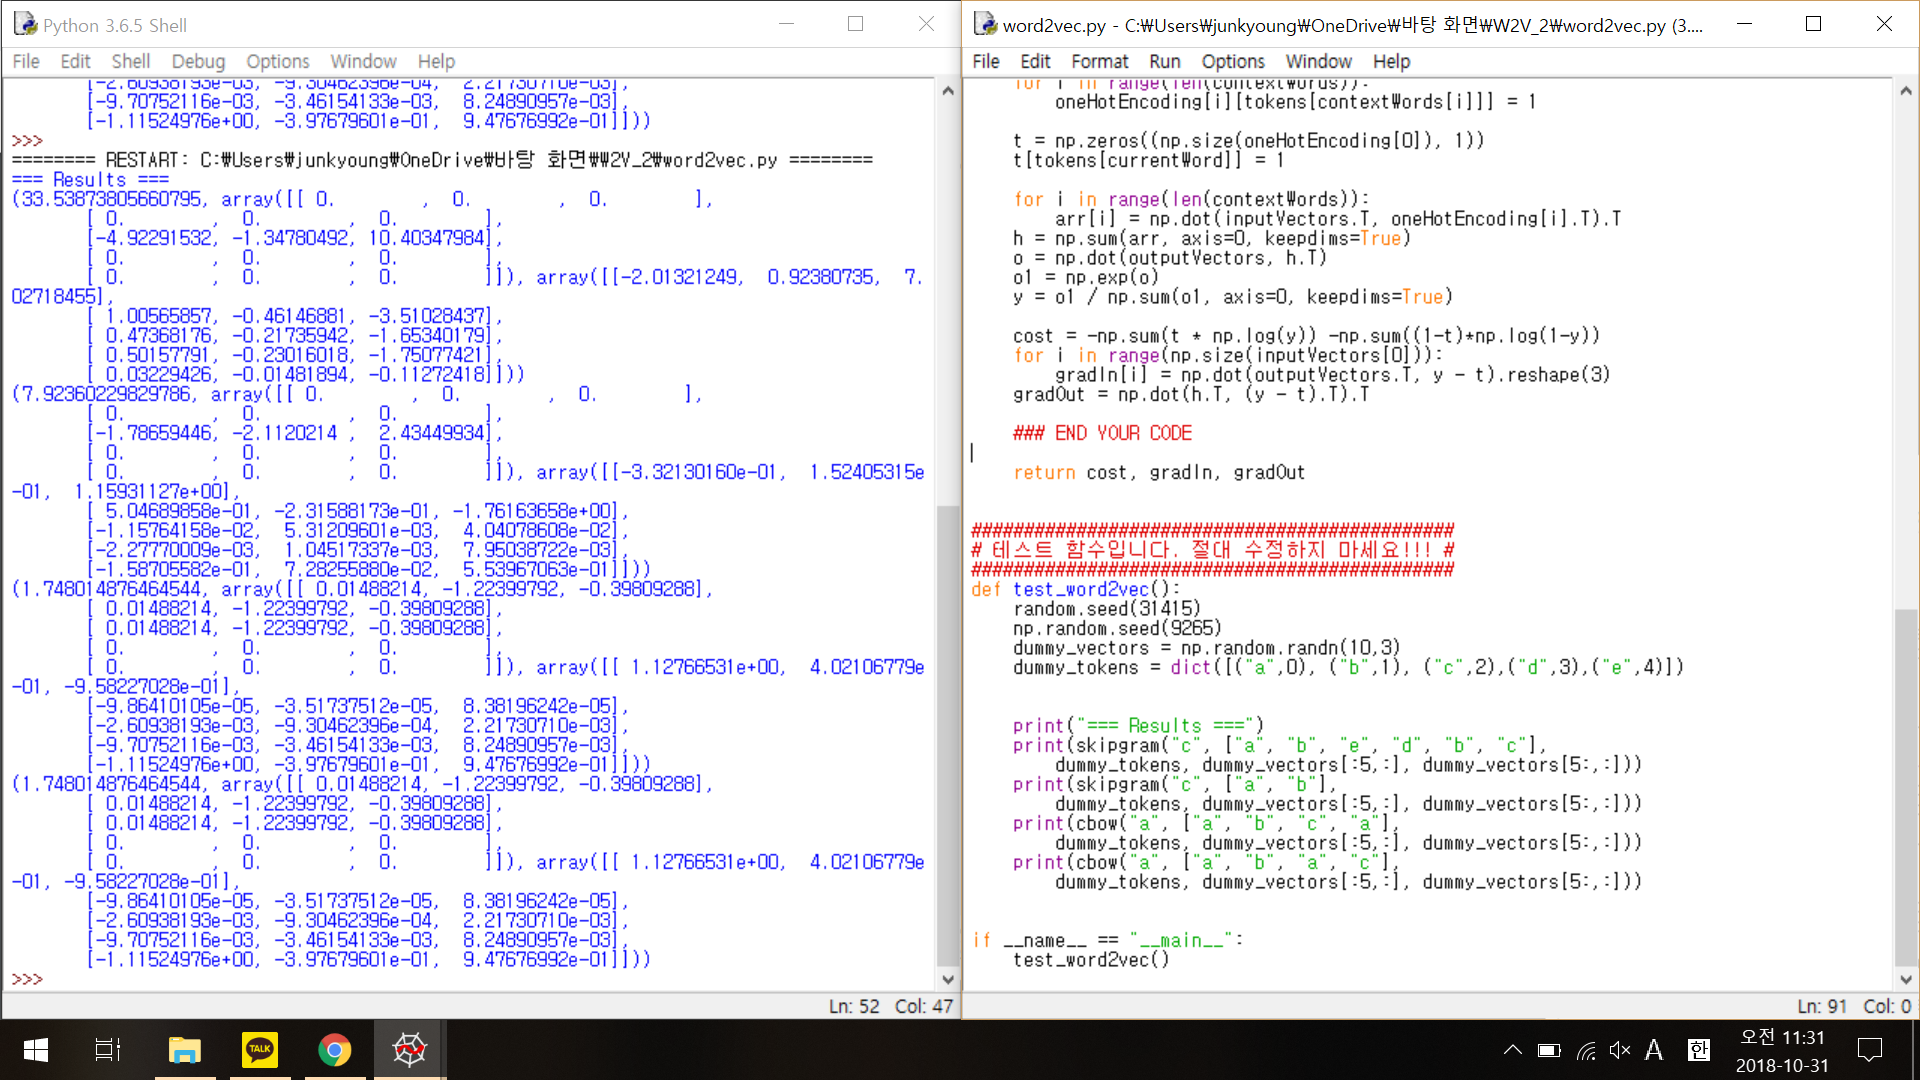 Python 3.6.5 Shell
File Edit Shell Debug Options Window Help
[-2.60938193e-03, -9.30462396e-04, 2.21730710e-03],
[-9.70752116e-03, -3.46154133e-03, 8.24890957e-03],
[-1.11524976e+00, -3.97679601e-01, 9.47676992e-01]]))
>>>
======== RESTART: C:₩Users₩junkyoung₩OneDrive₩바탕 화면₩W2V_2₩word2vec.py ========
=== Results ===
(33.53873805660795, array([[ 0. , 0. , 0. ],
[ 0. , 0. , 0. ],
[-4.92291532, -1.34780492, 10.40347984],
[ 0. , 0. , 0. ],
[ 0. , 0. , 0. ]]), array([[-2.01321249, 0.92380735, 7.
02718455],
[ 1.00565857, -0.46146881, -3.51028437],
[ 0.47368176, -0.21735942, -1.65340179],
[ 0.50157791, -0.23016018, -1.75077421],
[ 0.03229426, -0.01481894, -0.11272418]]))
(7.92360229829786, array([[ 0. , 0. , 0. ],
[ 0. , 0. , 0. ],
[-1.78659446, -2.1120214 , 2.43449934],
[ 0. , 0. , 0. ],
[ 0. , 0. , 0. ]]), array([[-3.32130160e-01, 1.52405315e
-01, 1.15931127e+00],
[ 5.04689858e-01, -2.31588173e-01, -1.76163658e+00],
[-1.15764158e-02, 5.31209601e-03, 4.04078608e-02],
[-2.27770009e-03, 1.04517337e-03, 7.95038722e-03],
[-1.58705582e-01, 7.28255880e-02, 5.53967063e-01]]))
(1.748014876464544, array([[ 0.01488214, -1.22399792, -0.39809288],
[ 0.01488214, -1.22399792, -0.39809288],
[ 0.01488214, -1.22399792, -0.39809288],
[ 0. , 0. , 0. ],
[ 0. , 0. , 0. ]]), array([[ 1.12766531e+00, 4.02106779e
-01, -9.58227028e-01],
[-9.86410105e-05, -3.51737512e-05, 8.38196242e-05],
[-2.60938193e-03, -9.30462396e-04, 2.21730710e-03],
[-9.70752116e-03, -3.46154133e-03, 8.24890957e-03],
[-1.11524976e+00, -3.97679601e-01, 9.47676992e-01]]))
(1.748014876464544, array([[ 0.01488214, -1.22399792, -0.39809288],
[ 0.01488214, -1.22399792, -0.39809288],
[ 0.01488214, -1.22399792, -0.39809288],
[ 0. , 0. , 0. ],
[ 0. , 0. , 0. ]]), array([[ 1.12766531e+00, 4.02106779e
-01, -9.58227028e-01],
[-9.86410105e-05, -3.51737512e-05, 8.38196242e-05],
[-2.60938193e-03, -9.30462396e-04, 2.21730710e-03],
[-9.70752116e-03, -3.46154133e-03, 8.24890957e-03],
[-1.11524976e+00, -3.97679601e-01, 9.47676992e-01]]))
>>>
Ln: 52 Col: 47
word2vec.py - C:₩Users₩junkyoung₩OneDrive₩바탕 화면₩W2V_2₩word2vec.py (3....
File Edit Format Run Options Window Help
for i in range(len(contextWords)):
oneHotEncoding[i][tokens[contextWords[i]]] = 1
t = np.zeros((np.size(oneHotEncoding[0]), 1))
t[tokens[currentWord]] = 1
for i in range(len(contextWords)):
arr[i] = np.dot(inputVectors.T, oneHotEncoding[i].T).T
h = np.sum(arr, axis=0, keepdims=True)
o = np.dot(outputVectors, h.T)
o1 = np.exp(o)
y = o1 / np.sum(o1, axis=0, keepdims=True)
cost = -np.sum(t * np.log(y)) -np.sum((1-t)*np.log(1-y))
for i in range(np.size(inputVectors[0])):
gradIn[i] = np.dot(outputVectors.T, y - t).reshape(3)
gradOut = np.dot(h.T, (y - t).T).T
### END YOUR CODE
return cost, gradIn, gradOut
##############################################
# 테스트 함수입니다. 절대 수정하지 마세요!!! #
##############################################
def test_word2vec():
random.seed(31415)
np.random.seed(9265)
dummy_vectors = np.random.randn(10,3)
dummy_tokens = dict([("a",0), ("b",1), ("c",2),("d",3),("e",4)])
print("=== Results ===")
print(skipgram("c", ["a", "b", "e", "d", "b", "c"],
dummy_tokens, dummy_vectors[:5,:], dummy_vectors[5:,:]))
print(skipgram("c", ["a", "b"],
dummy_tokens, dummy_vectors[:5,:], dummy_vectors[5:,:]))
print(cbow("a", ["a", "b", "c", "a"],
dummy_tokens, dummy_vectors[:5,:], dummy_vectors[5:,:]))
print(cbow("a", ["a", "b", "a", "c"],
dummy_tokens, dummy_vectors[:5,:], dummy_vectors[5:,:]))
if __name__ == "__main__":
test_word2vec()
Ln: 91 Col: 0
TALK
A
한
오전 11:31
2018-10-31